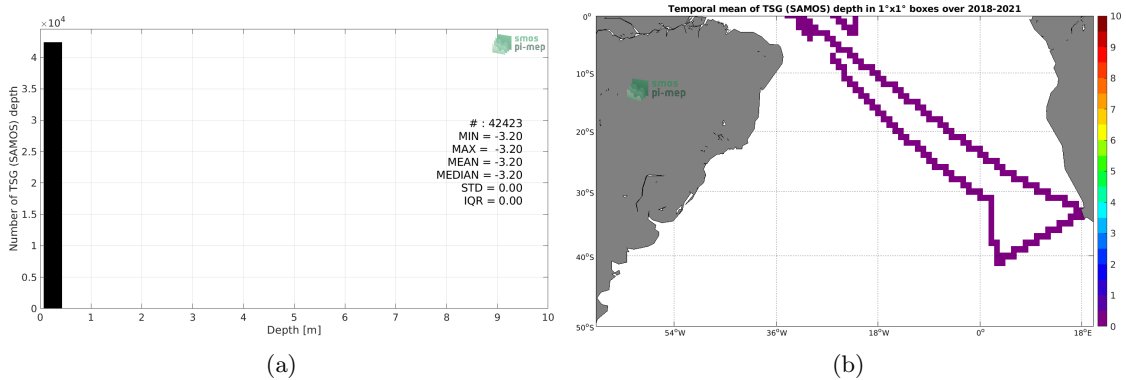 ×10⁴
4
3.5
3
2.5
2
1.5
1
0.5
0
Number of TSG (SAMOS) depth
smos
pi-mep
# : 42423
MIN = -3.20
MAX = -3.20
MEAN = -3.20
MEDIAN = -3.20
STD = 0.00
IQR = 0.00
0 1 2 3 4 5 6 7 8 9 10
Depth [m]
(a)
Temporal mean of TSG (SAMOS) depth in 1°x1° boxes over 2018-2021
0°
10°S
20°S
30°S
40°S
50°S
smos
pi-mep
54°W 36°W 18°W 0° 18°E
10
9
8
7
6
5
4
3
2
1
0
(b)